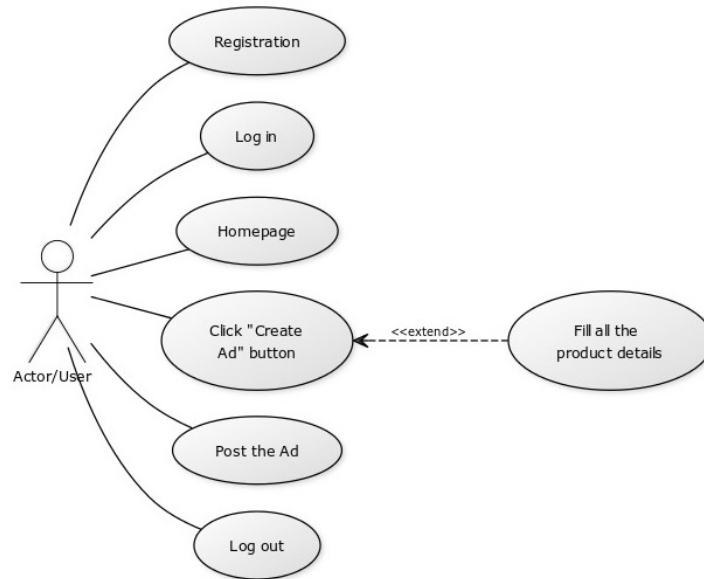 Registration
Log in
Homepage
Click "Create
Ad" button
<<extend>>
Fill all the
product details
Actor/User
Post the Ad
Log out